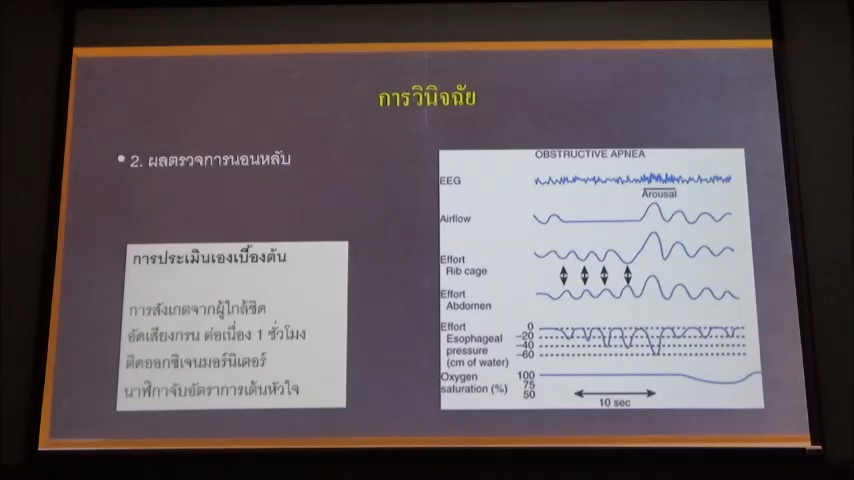 การวินิจฉัย
• 2. ผลตรวจการนอนหลับ
การประเมินเองเบื้องต้น
การสังเกตจากผู้ใกล้ชิด
อัดเสียงกรน ต่อเนื่อง 1 ชั่วโมง
ติดออกซิเจนมอร์นิเตอร์
นาฬิกาจับอัตราการเต้นหัวใจ
OBSTRUCTIVE APNEA
EEG
Arousal
Airflow
Effort
Rib cage
Effort
Abdomen
Effort
Esophageal
pressure
(cm of water)
0
−20
−40
−60
Oxygen
saturation (%)
100
75
50
10 sec